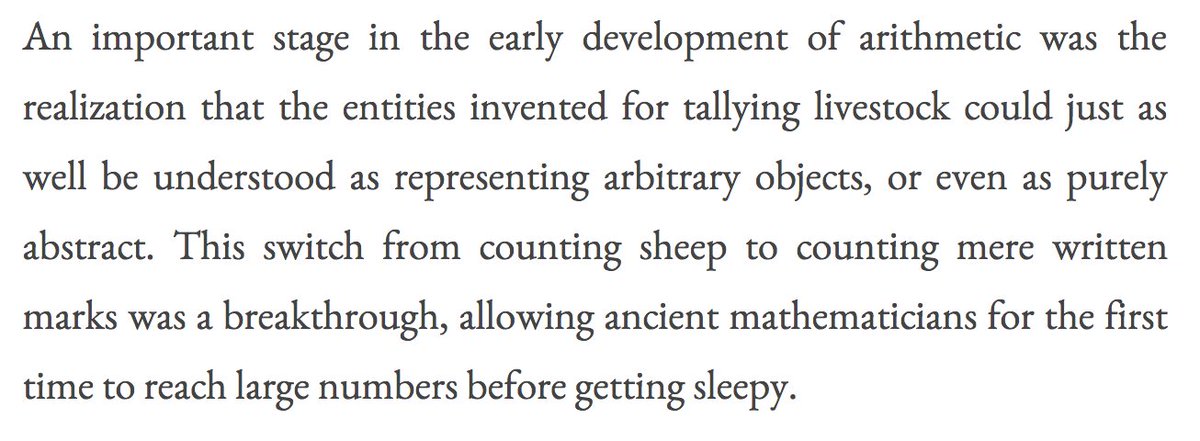 An important stage in the early development of arithmetic was the
realization that the entities invented for tallying livestock could just as
well be understood as representing arbitrary objects, or even as purely
abstract. This switch from counting sheep to counting mere written
marks was a breakthrough, allowing ancient mathematicians for the first
time to reach large numbers before getting sleepy.